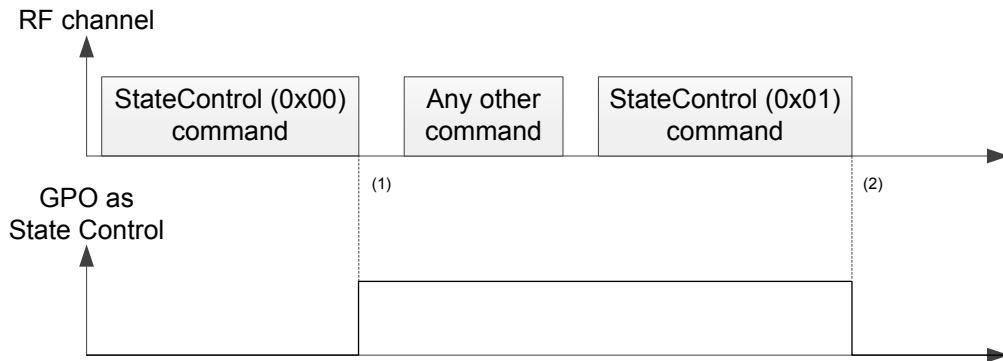 RF channel
StateControl (0x00)
command
Any other
command
StateControl (0x01)
command
(1)
(2)
GPO as
State Control